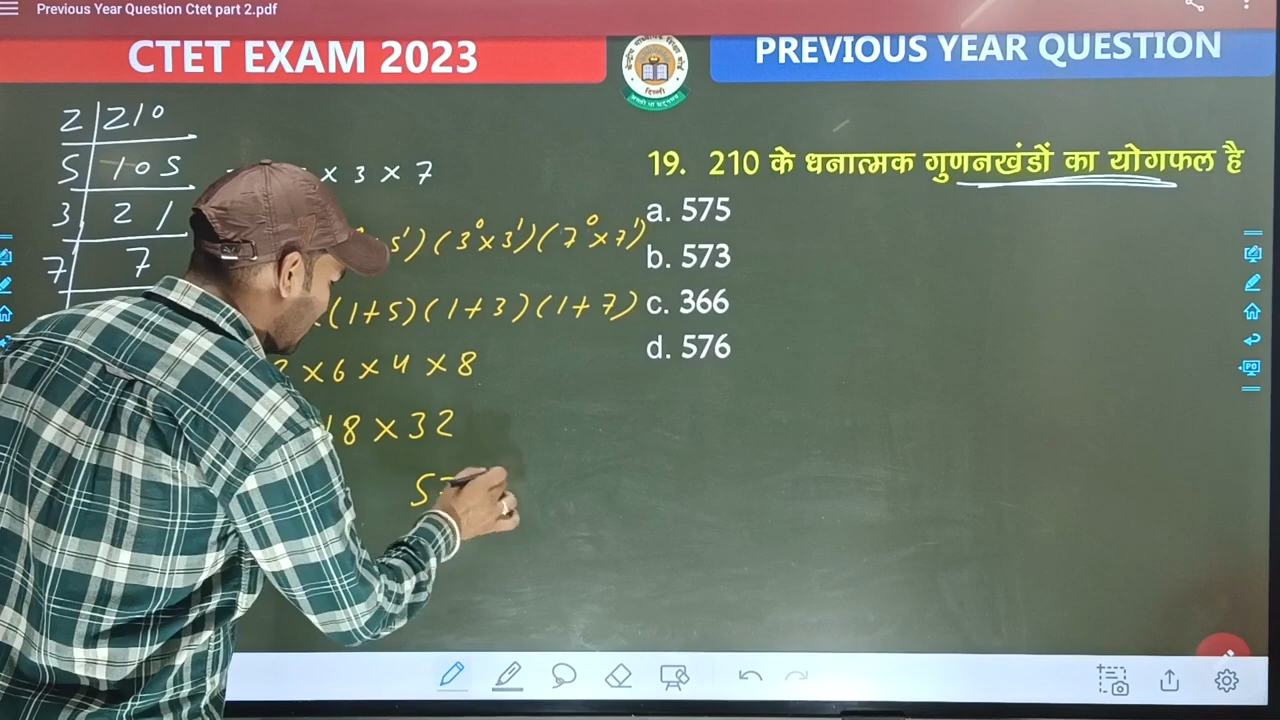 Previous Year Question Ctet part 2.pdf
CTET EXAM 2023
PREVIOUS YEAR QUESTION
दिल्ली
2 | 210
5 | 105
3 | 21
7 | 7
× 3 × 7
5¹) (3⁰ × 3¹) (7⁰ × 7¹)
(1+5) (1+3) (1+7)
× 6 × 4 × 8
18 × 32
5
19. 210 के धनात्मक गुणनखंडों का योगफल है
a. 575
b. 573
c. 366
d. 576